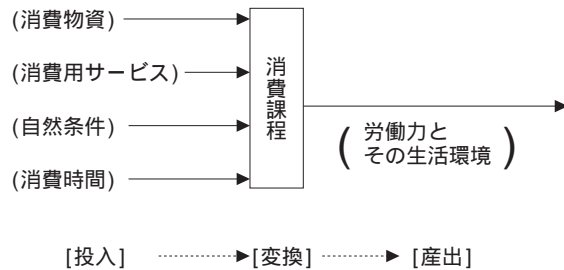 (消費物資)
(消費用サービス)
(自然条件)
(消費時間)
消費課程
(労働力と
その生活環境)
[投入] [変換] [産出]